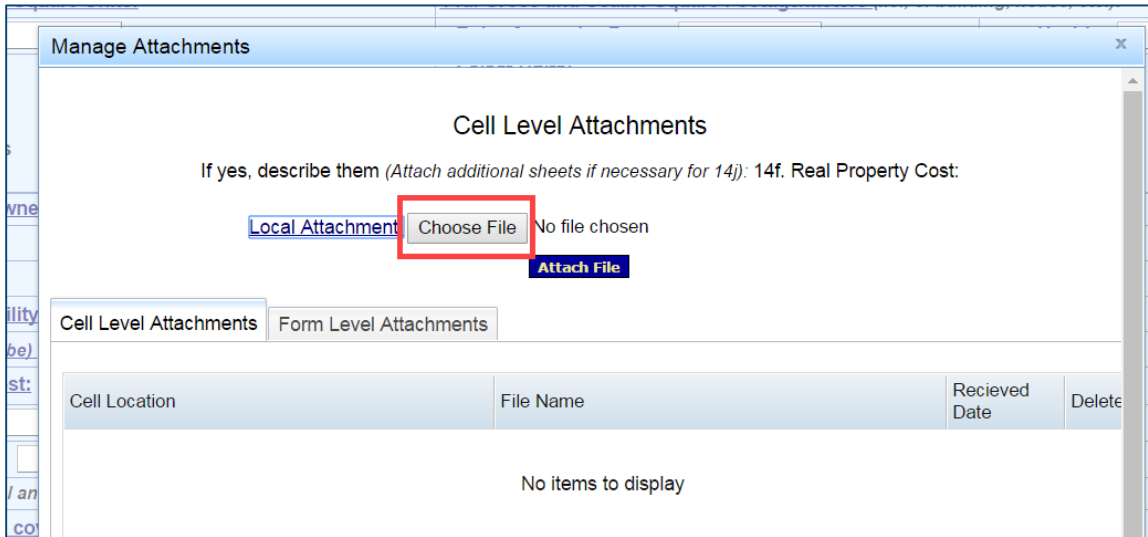 Manage Attachments
x
Cell Level Attachments
If yes, describe them (Attach additional sheets if necessary for 14j): 14f. Real Property Cost:
Local Attachment Choose File No file chosen
Attach File
Cell Level Attachments Form Level Attachments
be)
st:
Cell Location File Name Recieved Date Delete
No items to display